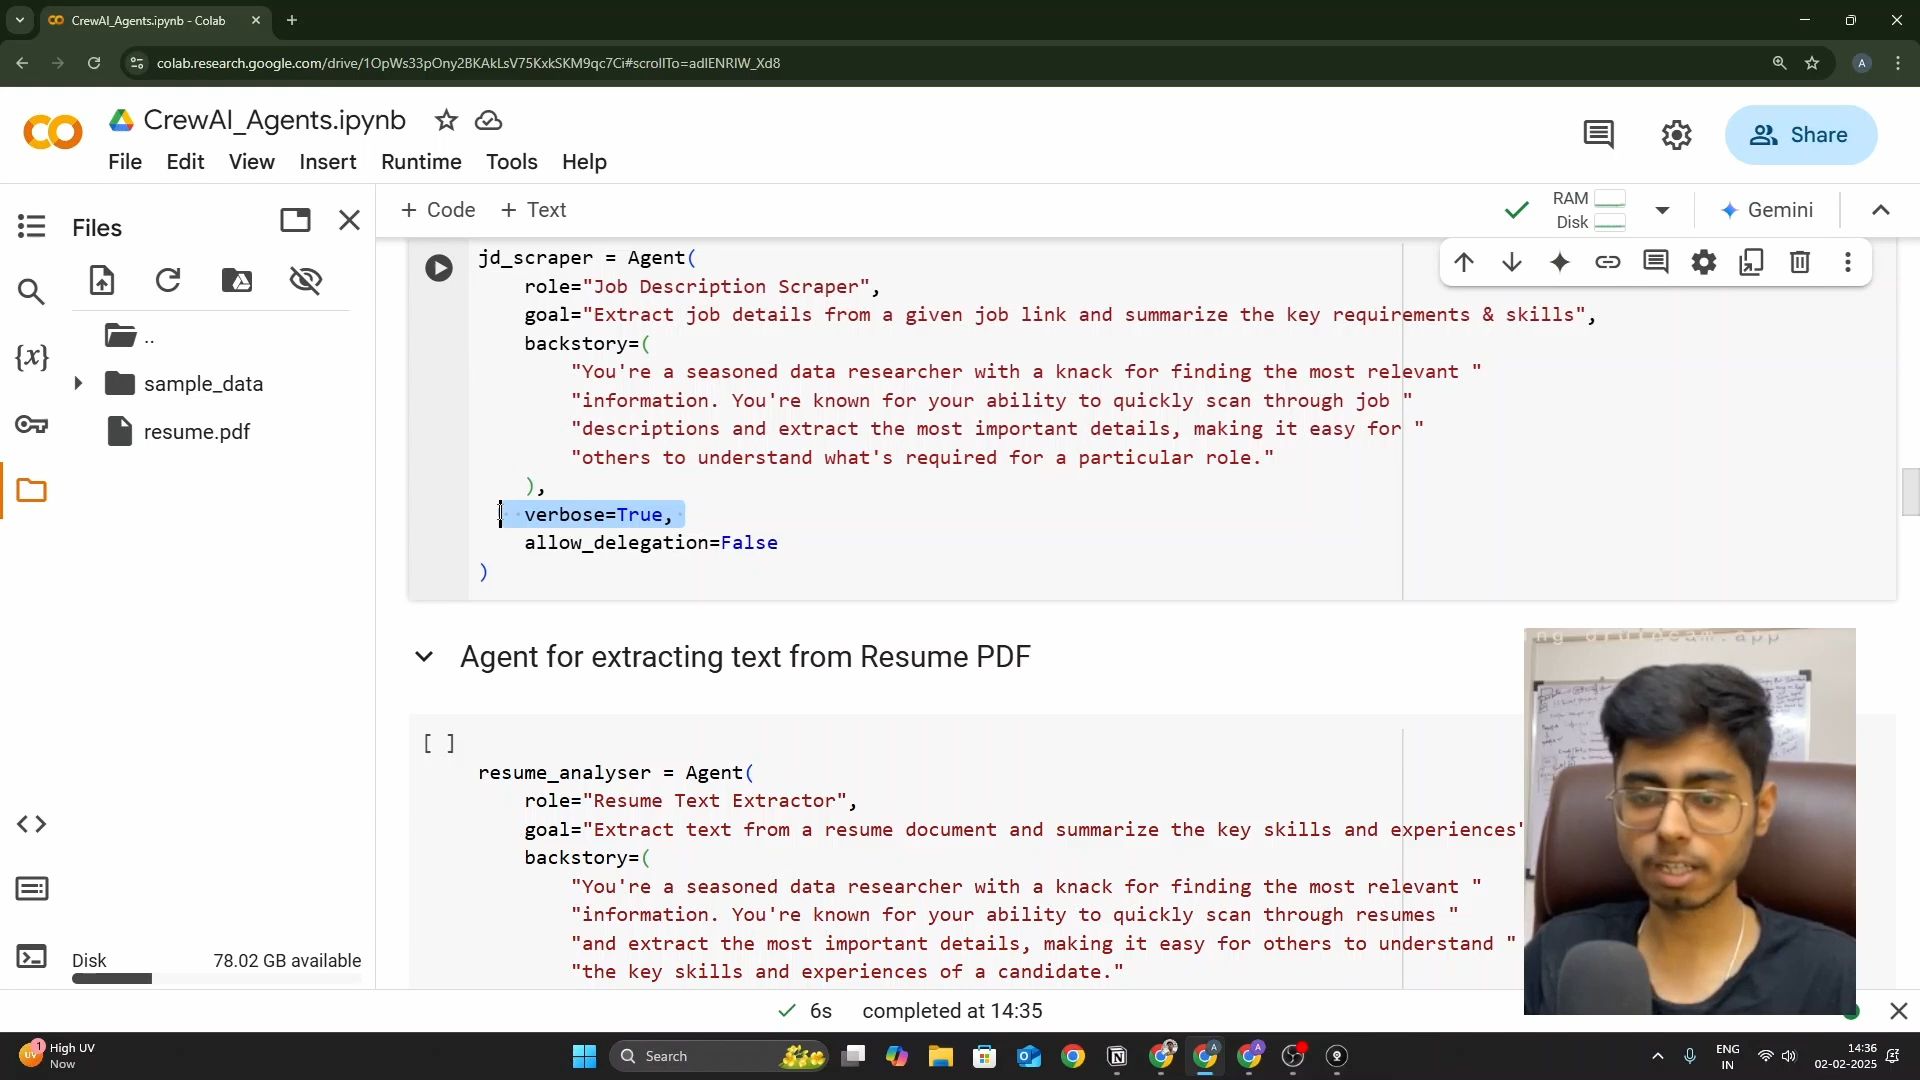 CrewAI_Agents.ipynb - Colab
colab.research.google.com/drive/1OpWs33pOny2BKAkLsV75KxkSKM9qc7Ci#scrollTo=adlENRIW_Xd8
A
CrewAI_Agents.ipynb
File Edit View Insert Runtime Tools Help
Share
Files
+ Code + Text
RAM
Disk
Gemini
..
sample_data
resume.pdf
{x}
jd_scraper = Agent(
role="Job Description Scraper",
goal="Extract job details from a given job link and summarize the key requirements & skills",
backstory=(
"You're a seasoned data researcher with a knack for finding the most relevant "
"information. You're known for your ability to quickly scan through job "
"descriptions and extract the most important details, making it easy for "
"others to understand what's required for a particular role."
),
verbose=True,
allow_delegation=False
)
Agent for extracting text from Resume PDF
[ ]
resume_analyser = Agent(
role="Resume Text Extractor",
goal="Extract text from a resume document and summarize the key skills and experiences"
backstory=(
"You're a seasoned data researcher with a knack for finding the most relevant "
"information. You're known for your ability to quickly scan through resumes "
"and extract the most important details, making it easy for others to understand "
"the key skills and experiences of a candidate."
Disk 78.02 GB available
6s completed at 14:35
High UV
Now
Search
ENG
IN
14:36
02-02-2025